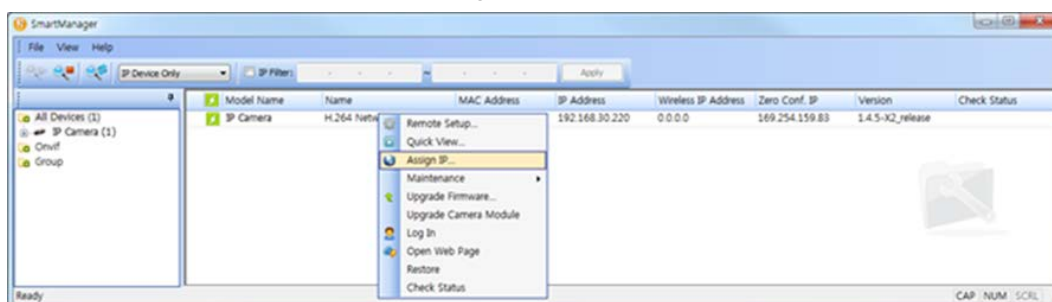 SmartManager
File View Help
IP Device Only IP Filter: . . . ~ . . . Apply
Model Name Name MAC Address IP Address Wireless IP Address Zero Conf. IP Version Check Status
All Devices (1)
IP Camera (1)
Onvif
Group
IP Camera H.264 Netw 192.168.30.220 0.0.0.0 169.254.159.83 1.4.5-X2_release
Remote Setup...
Quick View...
Assign IP...
Maintenance
Upgrade Firmware...
Upgrade Camera Module
Log In
Open Web Page
Restore
Check Status
Ready CAP NUM SCRL